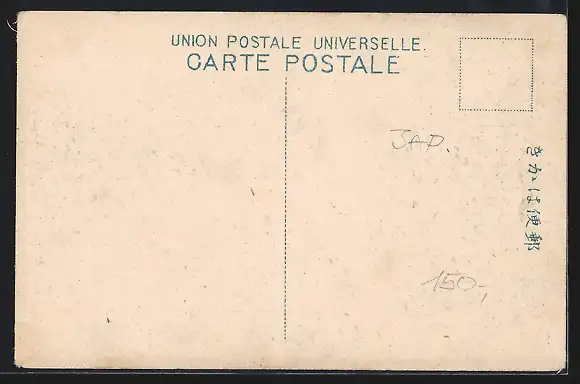 UNION POSTALE UNIVERSELLE.
CARTE POSTALE
JAP.
きかは便郵
150,-